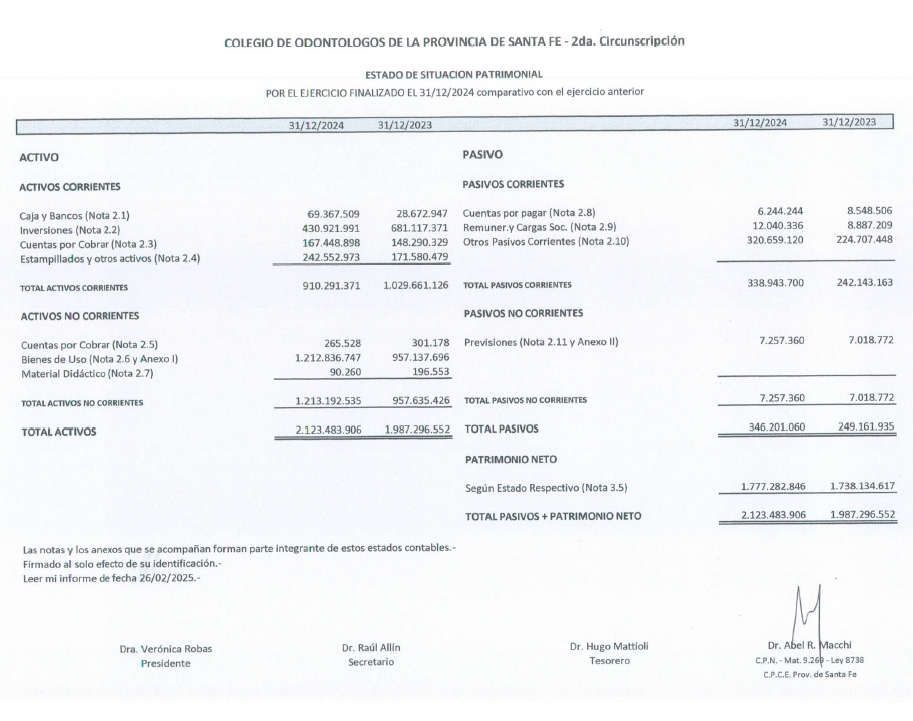 COLEGIO DE ODONTOLOGOS DE LA PROVINCIA DE SANTA FE - 2da. Circunscripción
ESTADO DE SITUACION PATRIMONIAL
POR EL EJERCICIO FINALIZADO EL 31/12/2024 comparativo con el ejercicio anterior
31/12/2024 31/12/2023 31/12/2024 31/12/2023
ACTIVO PASIVO
ACTIVOS CORRIENTES PASIVOS CORRIENTES
Caja y Bancos (Nota 2.1) 69.367.509 28.672.947 Cuentas por pagar (Nota 2.8) 6.244.244 8.548.506
Inversiones (Nota 2.2) 430.921.991 681.117.371 Remuner.y Cargas Soc. (Nota 2.9) 12.040.336 8.887.209
Cuentas por Cobrar (Nota 2.3) 167.448.898 148.290.329 Otros Pasivos Corrientes (Nota 2.10) 320.659.120 224.707.448
Estampillados y otros activos (Nota 2.4) 242.552.973 171.580.479
TOTAL ACTIVOS CORRIENTES 910.291.371 1.029.661.126 TOTAL PASIVOS CORRIENTES 338.943.700 242.143.163
ACTIVOS NO CORRIENTES PASIVOS NO CORRIENTES
Cuentas por Cobrar (Nota 2.5) 265.528 301.178 Previsiones (Nota 2.11 y Anexo II) 7.257.360 7.018.772
Bienes de Uso (Nota 2.6 y Anexo I) 1.212.836.747 957.137.696
Material Didáctico (Nota 2.7) 90.260 196.553
TOTAL ACTIVOS NO CORRIENTES 1.213.192.535 957.635.426 TOTAL PASIVOS NO CORRIENTES 7.257.360 7.018.772
TOTAL ACTIVOS 2.123.483.906 1.987.296.552 TOTAL PASIVOS 346.201.060 249.161.935
PATRIMONIO NETO
Según Estado Respectivo (Nota 3.5) 1.777.282.846 1.738.134.617
TOTAL PASIVOS + PATRIMONIO NETO 2.123.483.906 1.987.296.552
Las notas y los anexos que se acompañan forman parte integrante de estos estados contables.-
Firmado al solo efecto de su identificación.-
Leer mi informe de fecha 26/02/2025.-
Dra. Verónica Robas Dr. Raúl Allín Dr. Hugo Mattioli Dr. Abel R. Macchi
Presidente Secretario Tesorero C.P.N. - Mat. 9.269 - Ley 8738
C.P.C.E. Prov. de Santa Fe